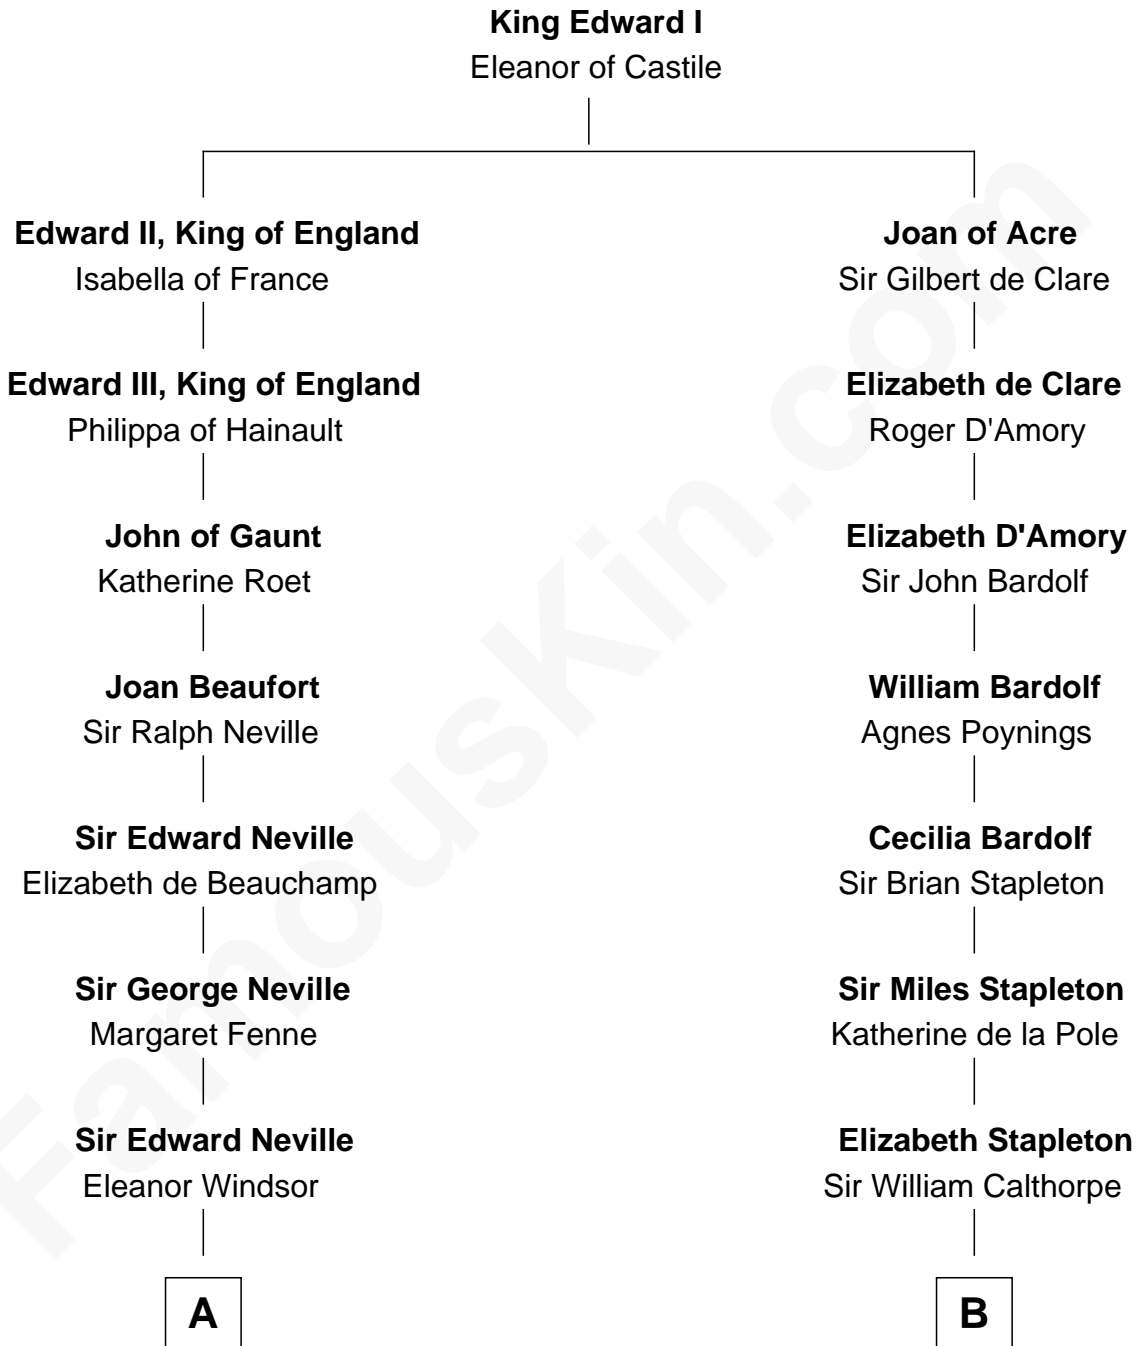 King Edward I
Eleanor of Castile
Edward II, King of England
Isabella of France
Joan of Acre
Sir Gilbert de Clare
Edward III, King of England
Philippa of Hainault
Elizabeth de Clare
Roger D'Amory
John of Gaunt
Katherine Roet
Elizabeth D'Amory
Sir John Bardolf
Joan Beaufort
Sir Ralph Neville
William Bardolf
Agnes Poynings
Sir Edward Neville
Elizabeth de Beauchamp
Cecilia Bardolf
Sir Brian Stapleton
Sir George Neville
Margaret Fenne
Sir Miles Stapleton
Katherine de la Pole
Sir Edward Neville
Eleanor Windsor
Elizabeth Stapleton
Sir William Calthorpe
A
B
FamousKin.com